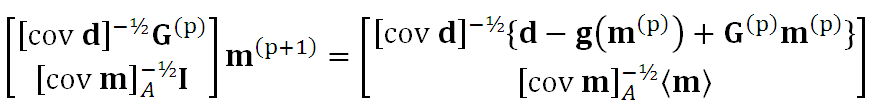 [[cov 𝐝]^{-½}𝐆^{(p)}] 𝐦^{(p+1)} = [[cov 𝐝]^{-½}{𝐝 − 𝐠(𝐦^{(p)}) + 𝐆^{(p)}𝐦^{(p)}}]
[[cov 𝐦]_A^{-½}𝐈] [[cov 𝐦]_A^{-½}⟨𝐦⟩]